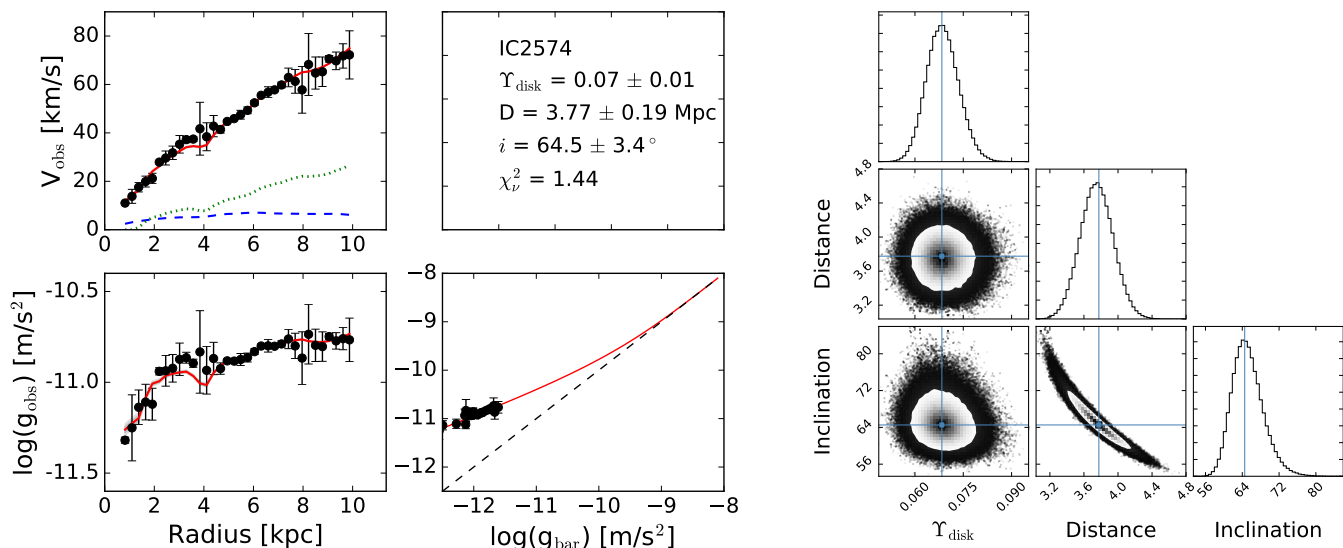 V_obs [km/s]
80
60
40
20
0
0 2 4 6 8 10
IC2574
Υ_disk = 0.07 ± 0.01
D = 3.77 ± 0.19 Mpc
i = 64.5 ± 3.4°
χ²_ν = 1.44
log(g_obs) [m/s²]
-10.5
-11.0
-11.5
0 2 4 6 8 10
Radius [kpc]
−8
−9
−10
−11
−12
−12 −11 −10 −9 −8
log(g_bar) [m/s²]
Distance
4.8
4.4
4.0
3.6
3.2
Inclination
80
72
64
56
0.060 0.075 0.090
Υ_disk
3.2 3.6 4.0 4.4 4.8
Distance
56 64 72 80
Inclination